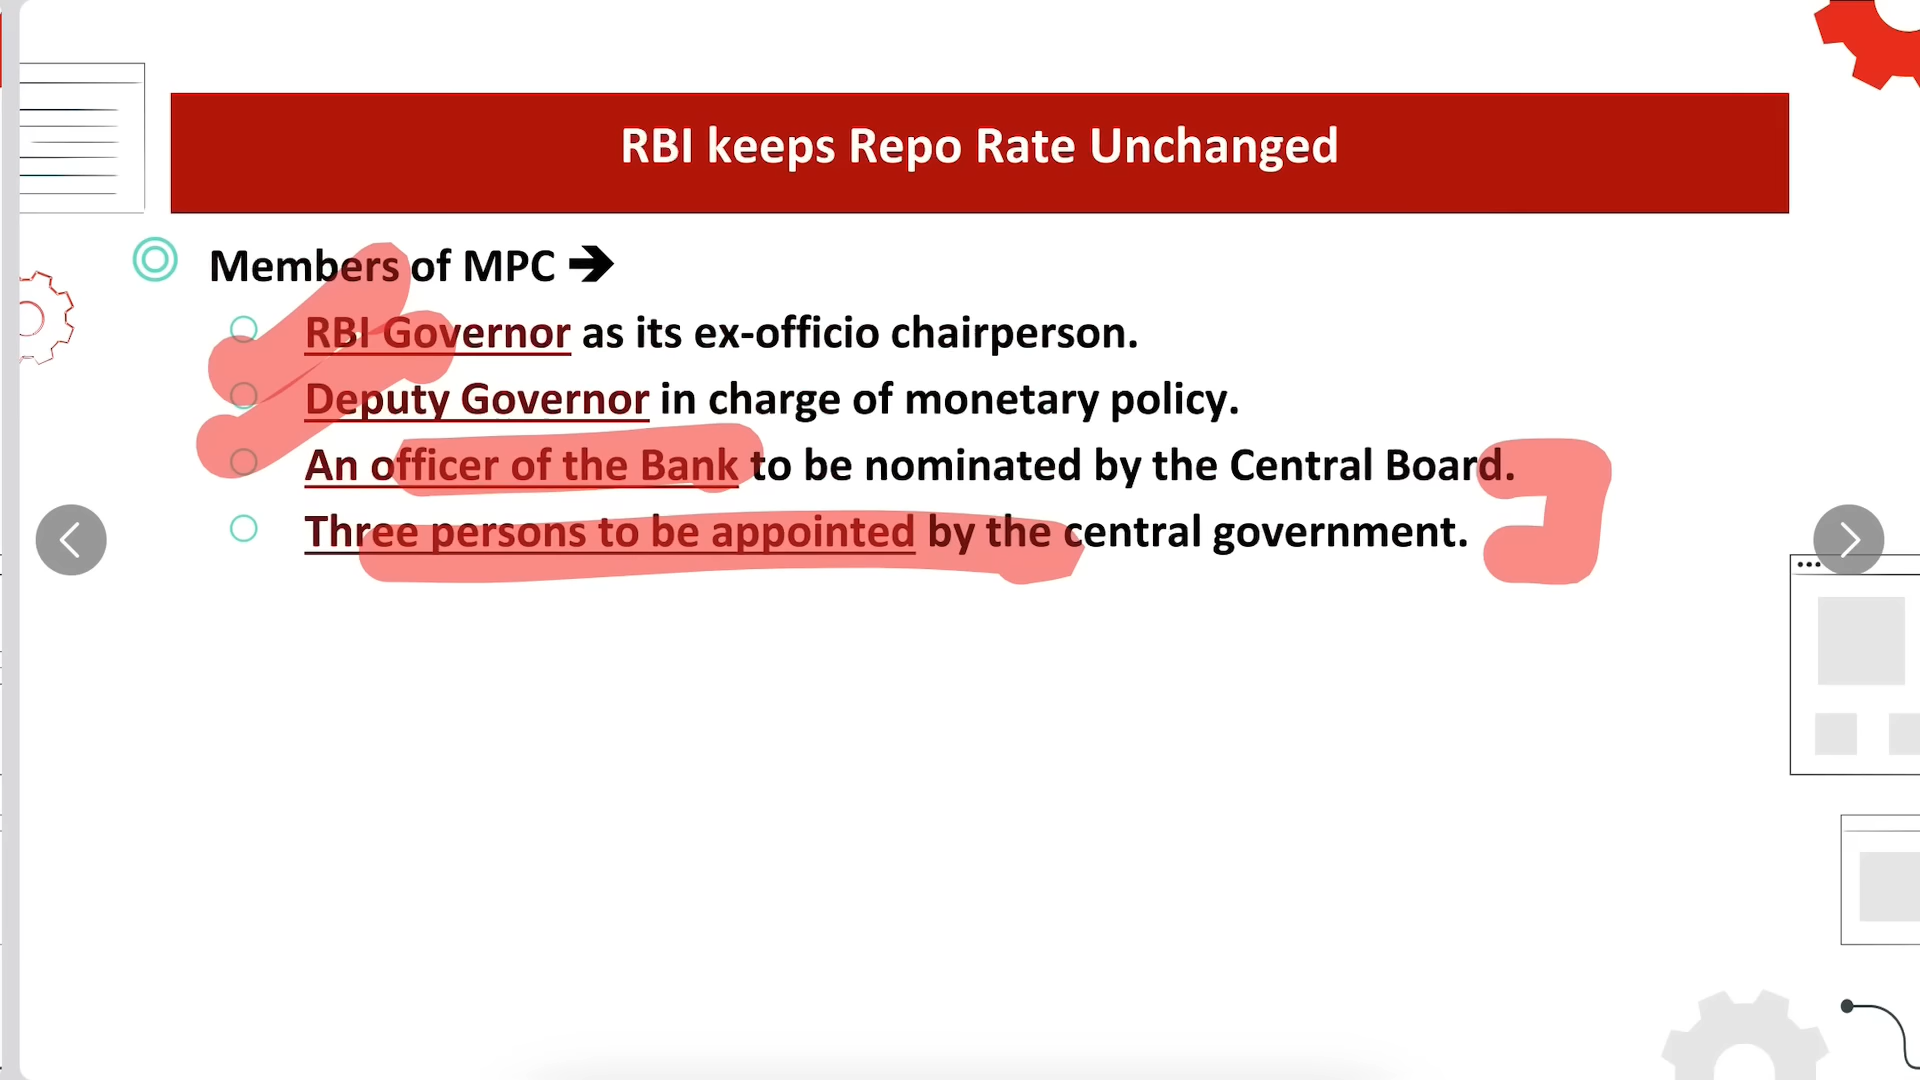 RBI keeps Repo Rate Unchanged
Members of MPC ➔
RBI Governor as its ex-officio chairperson.
Deputy Governor in charge of monetary policy.
An officer of the Bank to be nominated by the Central Board.
Three persons to be appointed by the central government.